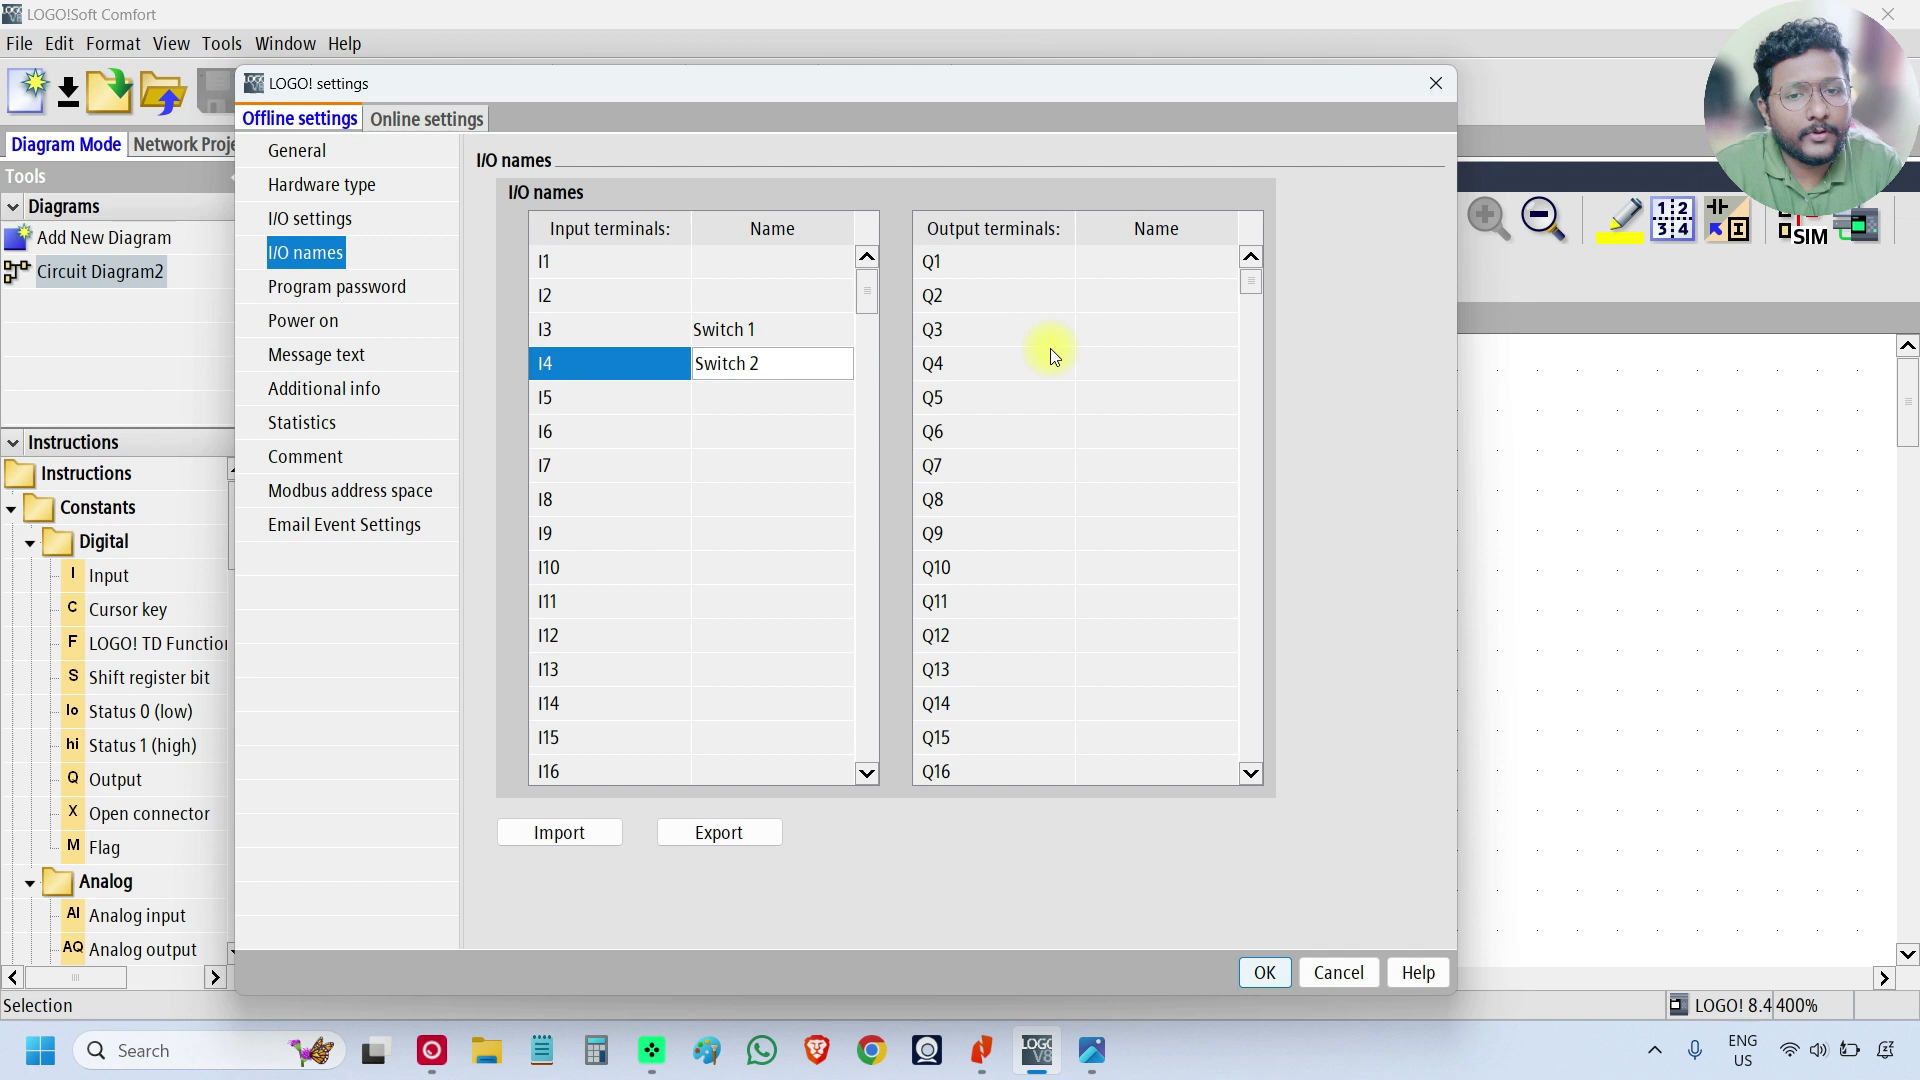 LOGO!Soft Comfort
File Edit Format View Tools Window Help
LOGO! settings
Offline settings Online settings
Diagram Mode Network Proje
Tools
Diagrams
Add New Diagram
Circuit Diagram2
Instructions
Instructions
Constants
Digital
I Input
C Cursor key
F LOGO! TD Function
S Shift register bit
lo Status 0 (low)
hi Status 1 (high)
Q Output
X Open connector
M Flag
Analog
AI Analog input
AQ Analog output
Selection
General
Hardware type
I/O settings
I/O names
Program password
Power on
Message text
Additional info
Statistics
Comment
Modbus address space
Email Event Settings
I/O names
I/O names
Input terminals: Name
I1
I2
I3 Switch 1
I4 Switch 2
I5
I6
I7
I8
I9
I10
I11
I12
I13
I14
I15
I16
Output terminals: Name
Q1
Q2
Q3
Q4
Q5
Q6
Q7
Q8
Q9
Q10
Q11
Q12
Q13
Q14
Q15
Q16
Import Export
OK Cancel Help
1 2
3 4
SIM
LOGO! 8.4 400%
Search
LOGO
V8
ENG
US